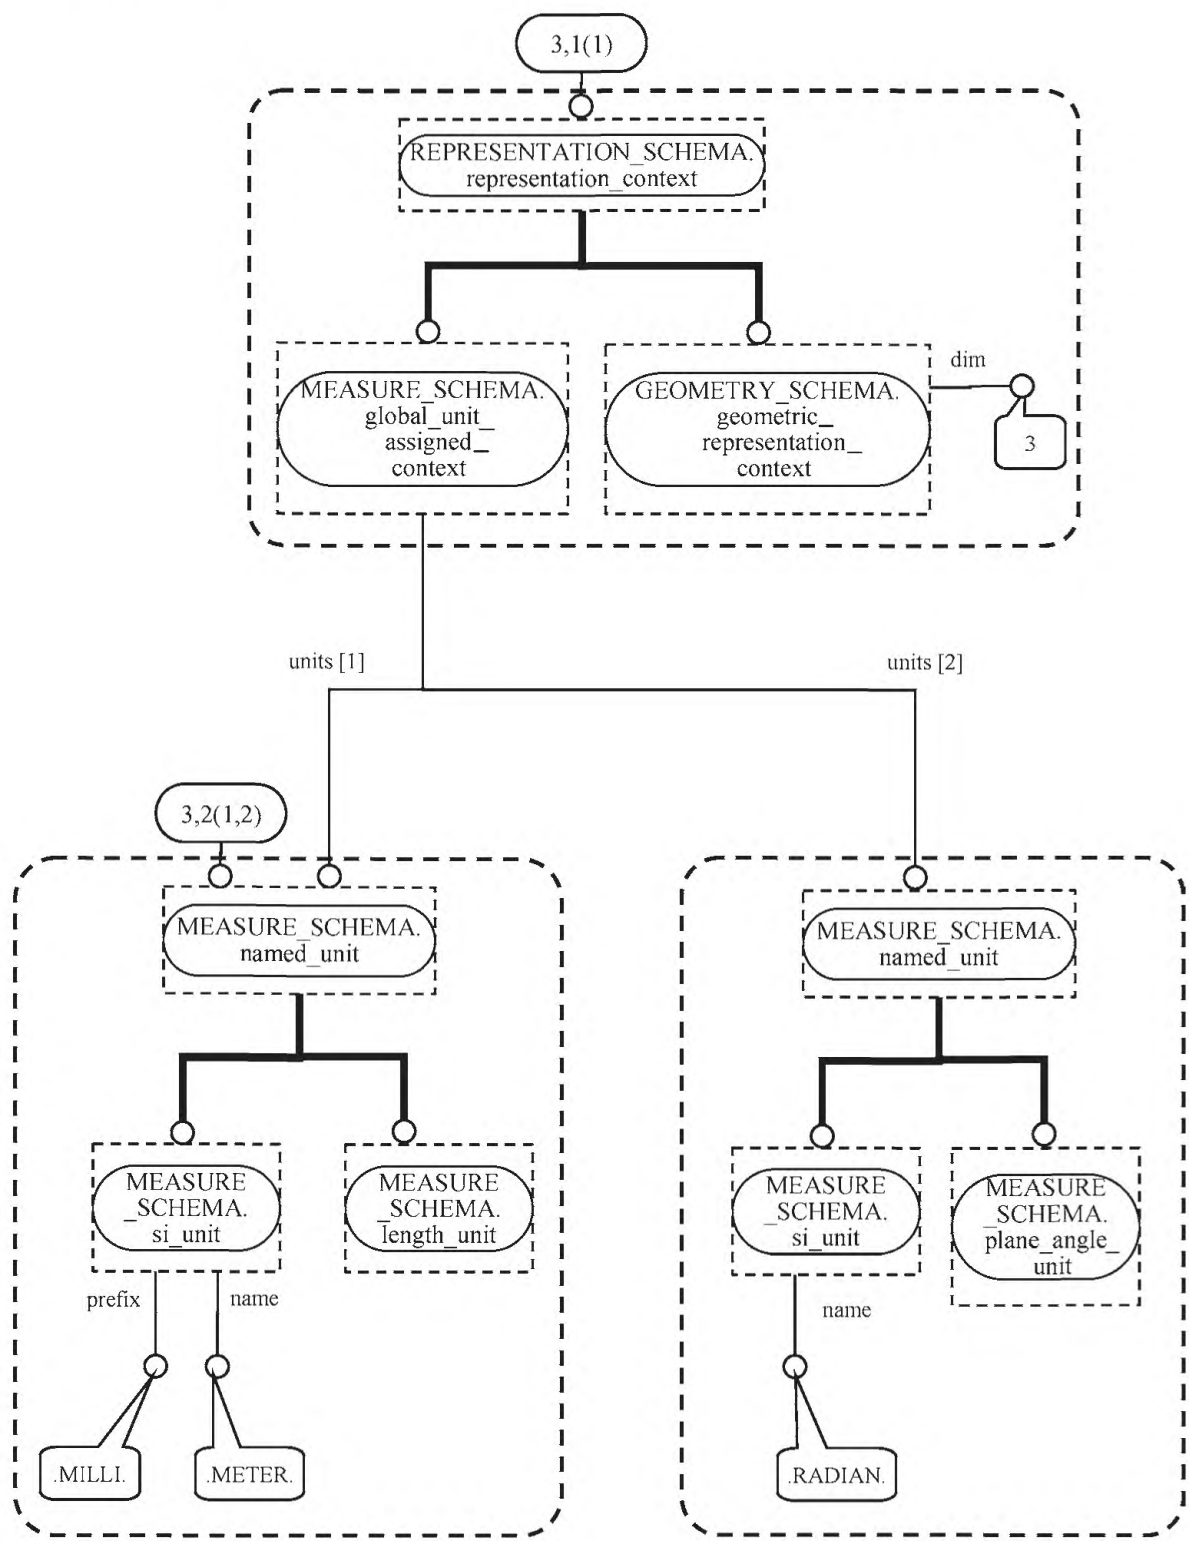 3,1(1)
REPRESENTATION_SCHEMA.
representation_context
MEASURE_SCHEMA.
global_unit_
assigned_
context
GEOMETRY_SCHEMA.
geometric_
representation_
context
dim
3
units [1]
units [2]
3,2(1,2)
MEASURE_SCHEMA.
named_unit
MEASURE_SCHEMA.
named_unit
MEASURE
_SCHEMA.
si_unit
MEASURE
_SCHEMA.
length_unit
MEASURE
_SCHEMA.
si_unit
MEASURE
_SCHEMA.
plane_angle_
unit
prefix
name
name
.MILLI.
.METER.
.RADIAN.